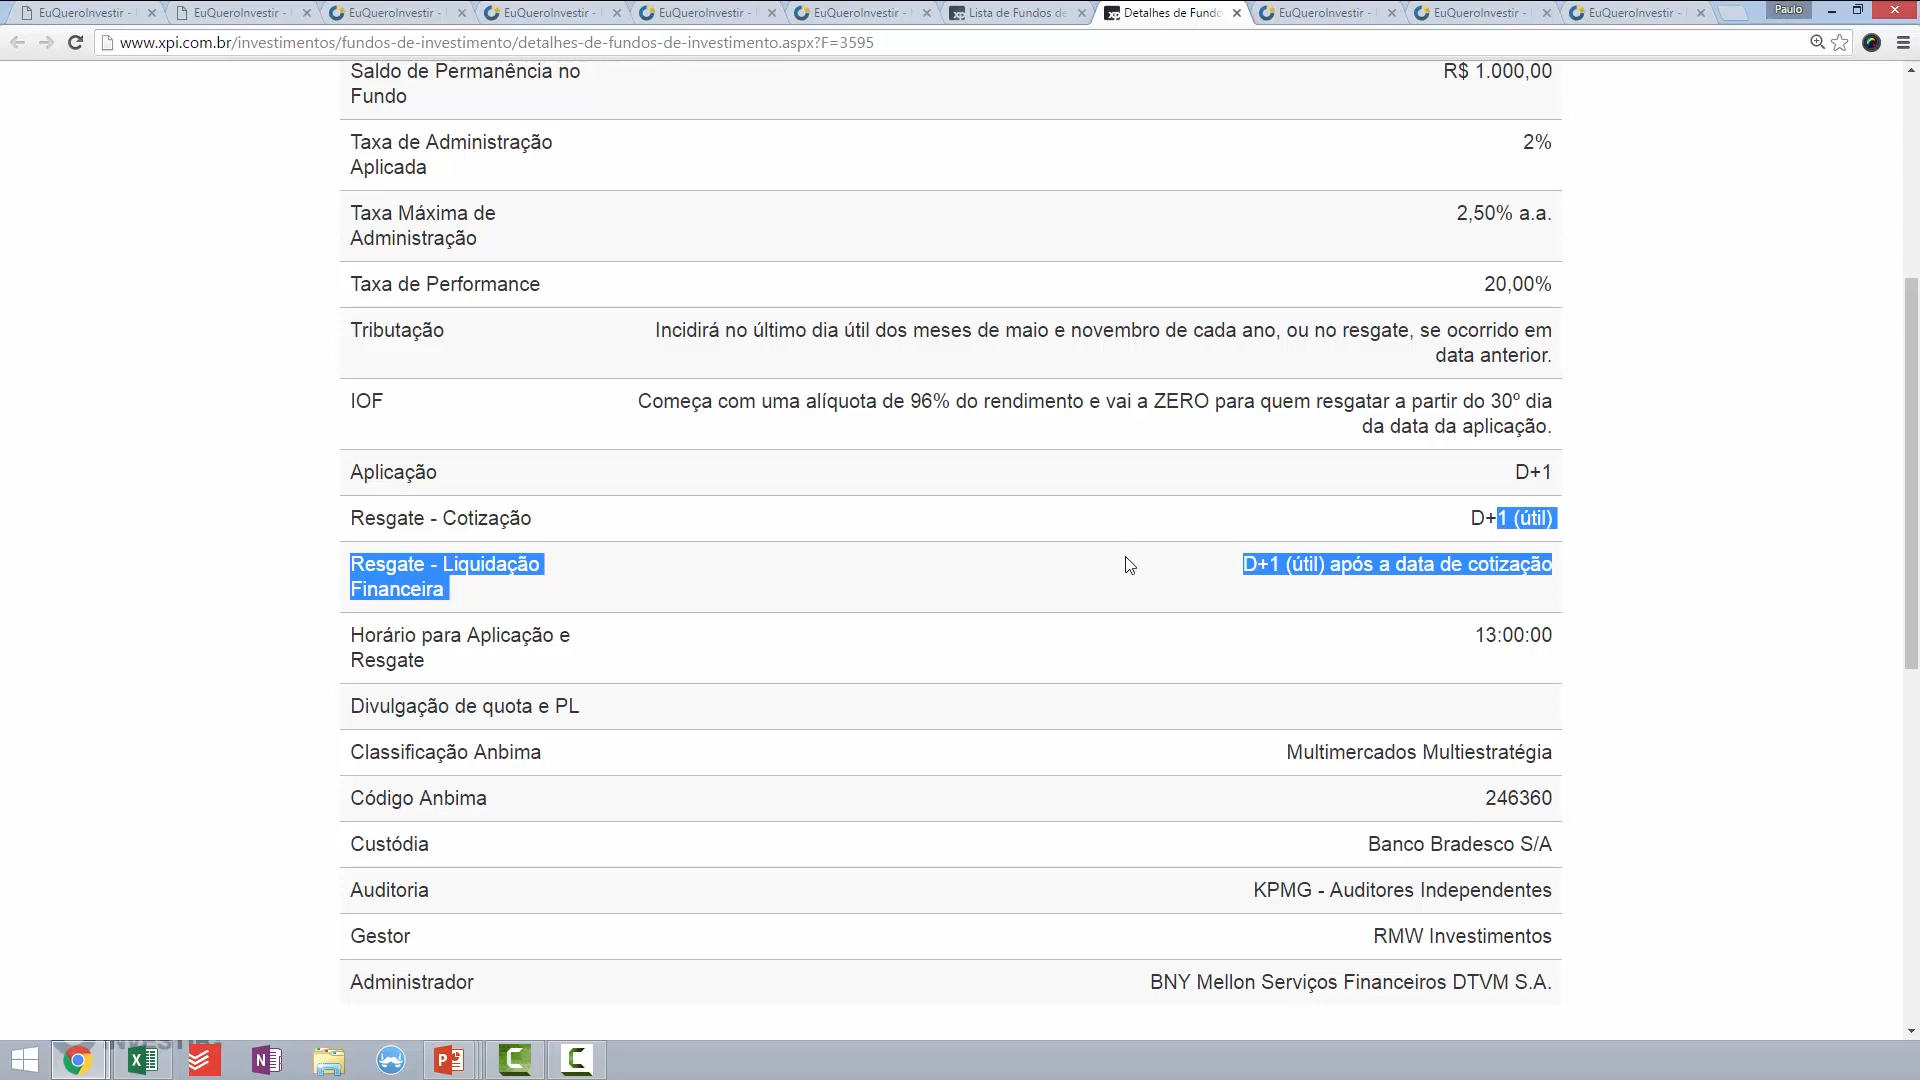 EuQueroInvestir -
EuQueroInvestir -
EuQueroInvestir -
EuQueroInvestir -
EuQueroInvestir -
EuQueroInvestir -
Lista de Fundos de
Detalhes de Fundo
EuQueroInvestir -
EuQueroInvestir -
EuQueroInvestir -
Paulo
www.xpi.com.br/investimentos/fundos-de-investimento/detalhes-de-fundos-de-investimento.aspx?F=3595
Saldo de Permanência no R$ 1.000,00
Fundo
Taxa de Administração 2%
Aplicada
Taxa Máxima de 2,50% a.a.
Administração
Taxa de Performance 20,00%
Tributação Incidirá no último dia útil dos meses de maio e novembro de cada ano, ou no resgate, se ocorrido em
data anterior.
IOF Começa com uma alíquota de 96% do rendimento e vai a ZERO para quem resgatar a partir do 30º dia
da data da aplicação.
Aplicação D+1
Resgate - Cotização D+1 (útil)
Resgate - Liquidação D+1 (útil) após a data de cotização
Financeira
Horário para Aplicação e 13:00:00
Resgate
Divulgação de quota e PL
Classificação Anbima Multimercados Multiestratégia
Código Anbima 246360
Custódia Banco Bradesco S/A
Auditoria KPMG - Auditores Independentes
Gestor RMW Investimentos
Administrador BNY Mellon Serviços Financeiros DTVM S.A.